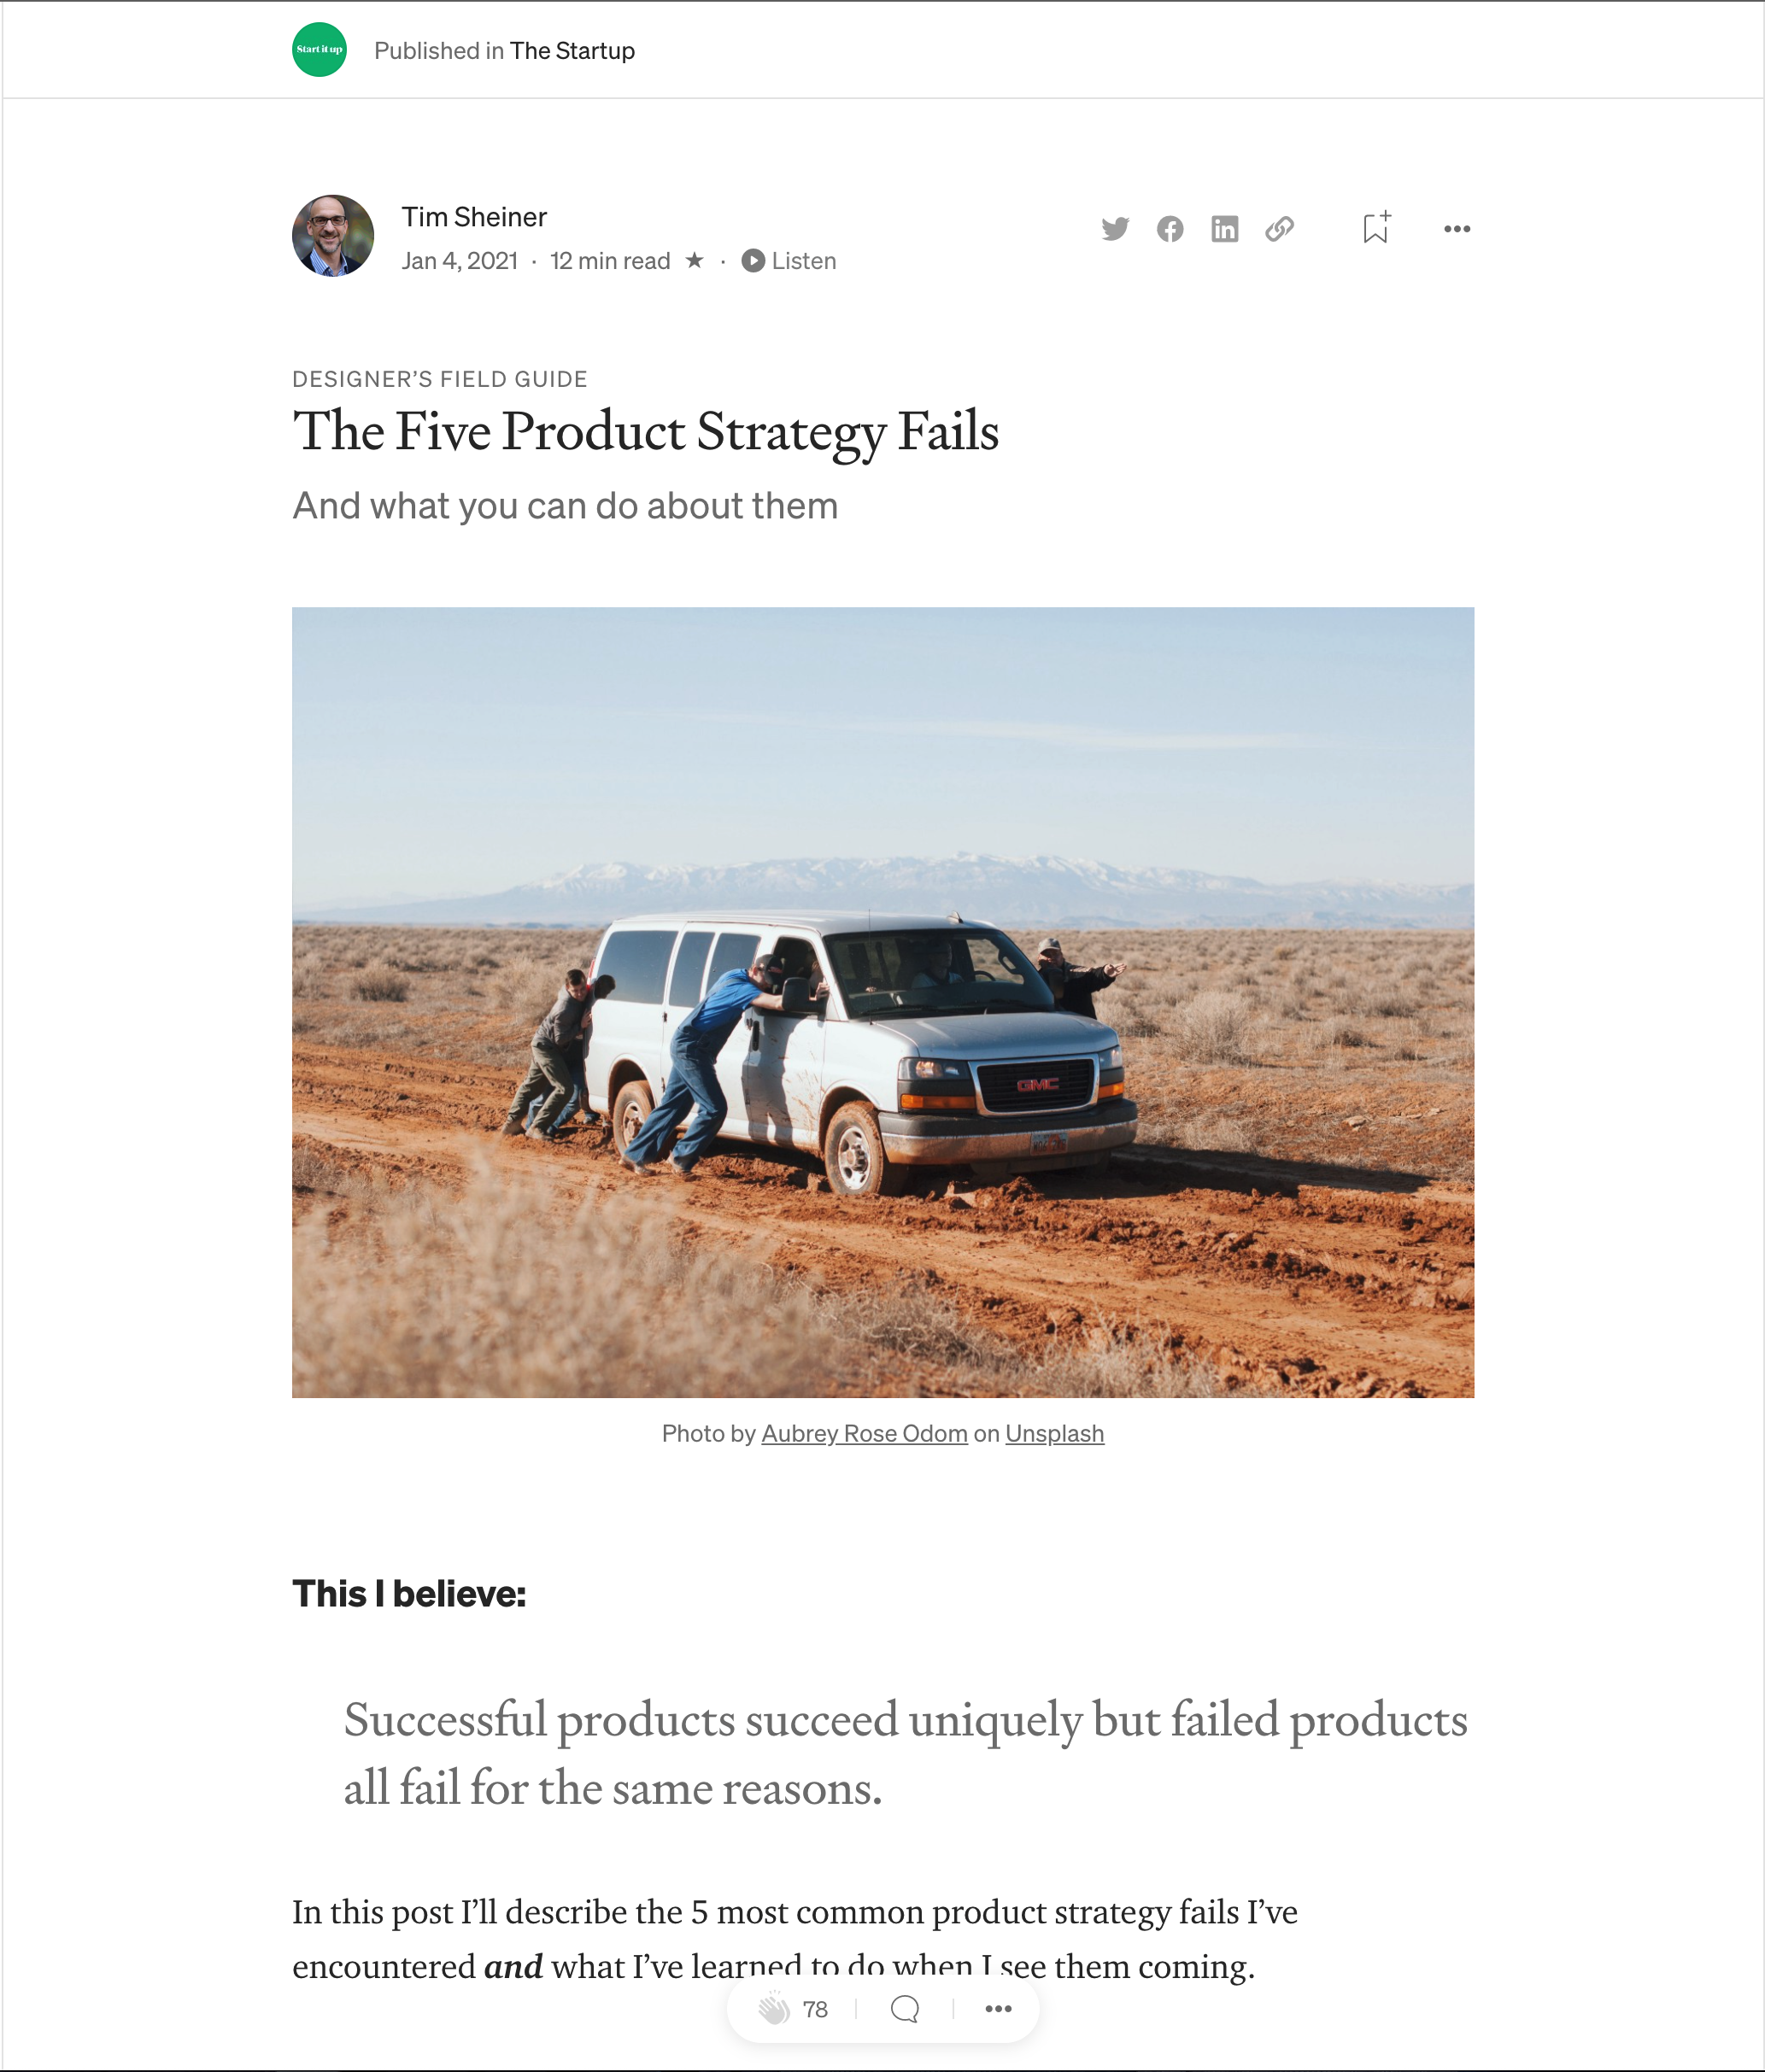 Start it up
Published in The Startup
Tim Sheiner
Jan 4, 2021 · 12 min read ★ · Listen
DESIGNER’S FIELD GUIDE
The Five Product Strategy Fails
And what you can do about them
GMC
Photo by Aubrey Rose Odom on Unsplash
This I believe:
Successful products succeed uniquely but failed products
all fail for the same reasons.
In this post I’ll describe the 5 most common product strategy fails I’ve
encountered and what I’ve learned to do when I see them coming.
78